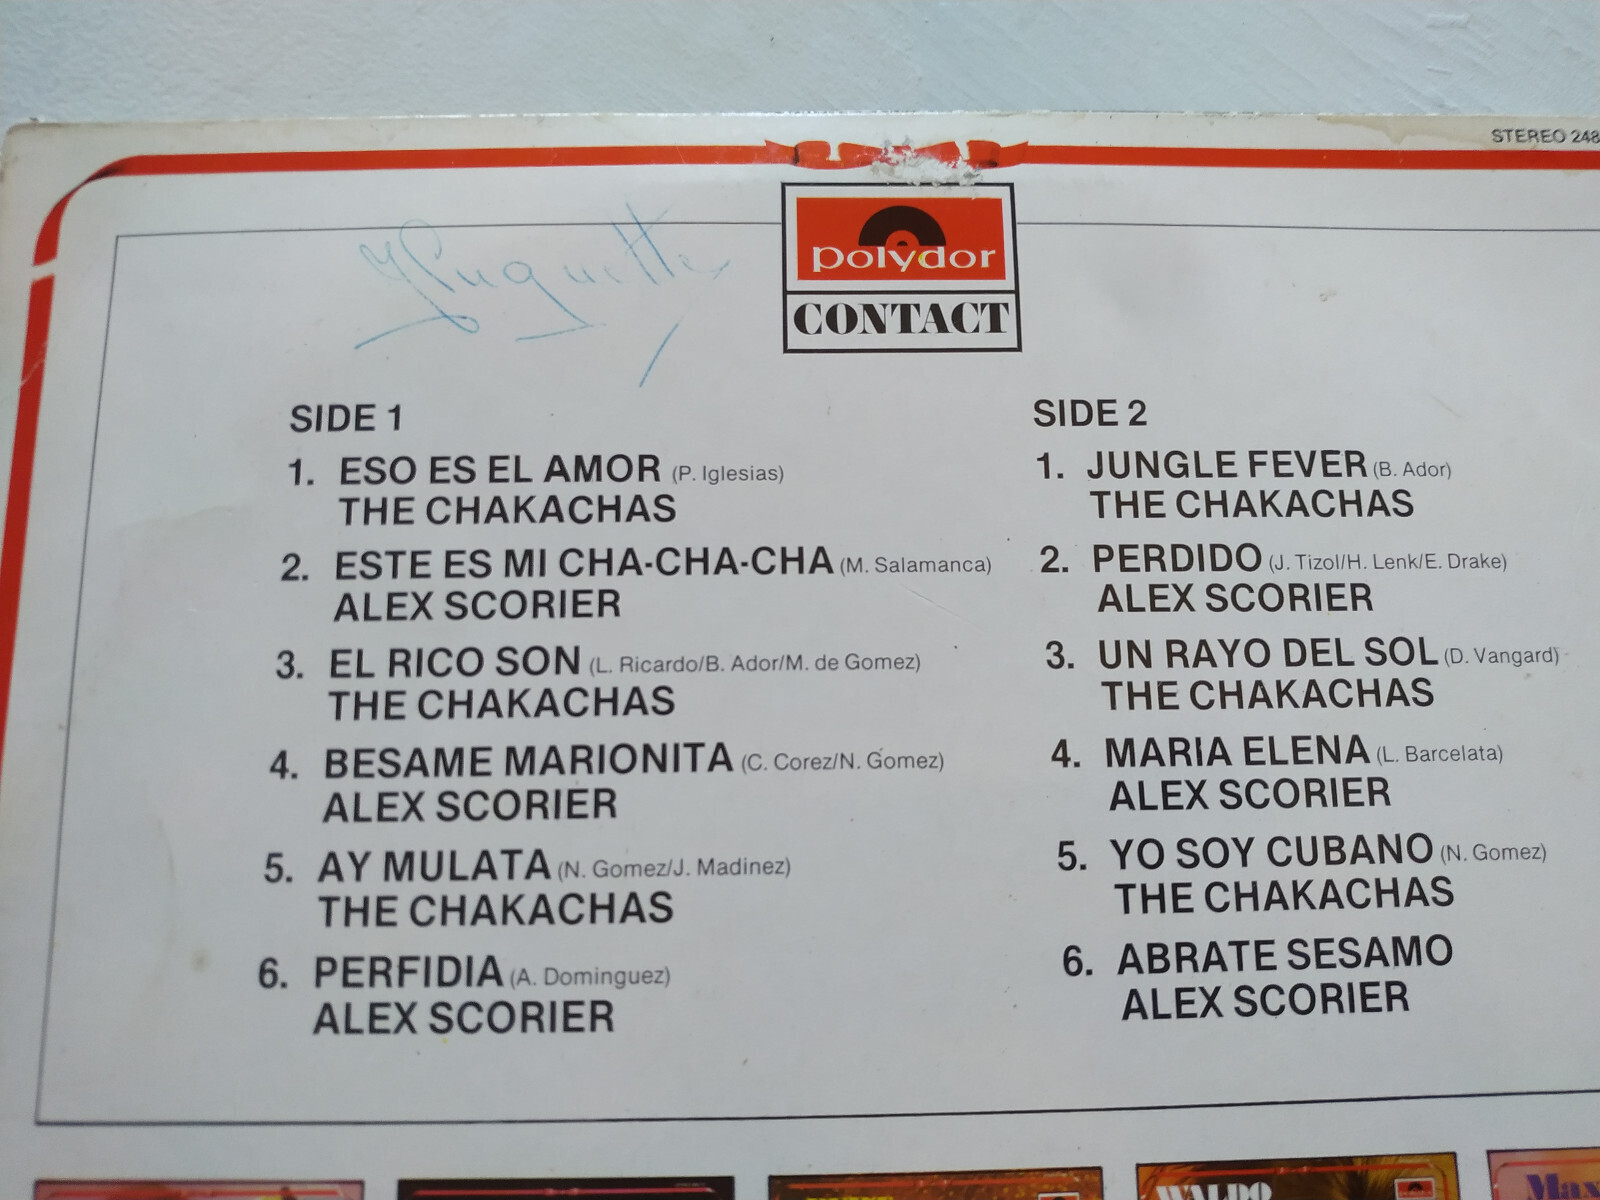 STEREO 248
Huguette
polydor
CONTACT
SIDE 1
1. ESO ES EL AMOR (P. Iglesias)
THE CHAKACHAS
2. ESTE ES MI CHA-CHA-CHA (M. Salamanca)
ALEX SCORIER
3. EL RICO SON (L. Ricardo/B. Ador/M. de Gomez)
THE CHAKACHAS
4. BESAME MARIONITA (C. Corez/N. Gomez)
ALEX SCORIER
5. AY MULATA (N. Gomez/J. Madinez)
THE CHAKACHAS
6. PERFIDIA (A. Dominguez)
ALEX SCORIER
SIDE 2
1. JUNGLE FEVER (B. Ador)
THE CHAKACHAS
2. PERDIDO (J. Tizol/H. Lenk/E. Drake)
ALEX SCORIER
3. UN RAYO DEL SOL (D. Vangard)
THE CHAKACHAS
4. MARIA ELENA (L. Barcelata)
ALEX SCORIER
5. YO SOY CUBANO (N. Gomez)
THE CHAKACHAS
6. ABRATE SESAMO
ALEX SCORIER
WALDO
Max